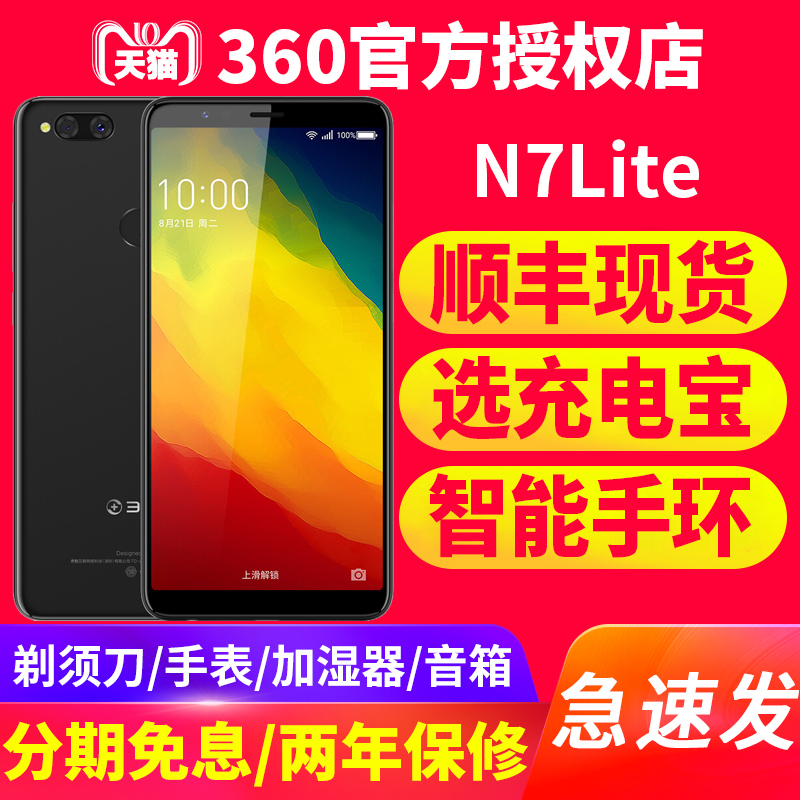 10
天猫
360官方授权店
N7Lite
100%
10:00
8月21日 周二
顺丰现货
选充电宝
智能手环
上滑解锁
Designed
剃须刀/手表/加湿器/音箱
分期免息/两年保修
急速发